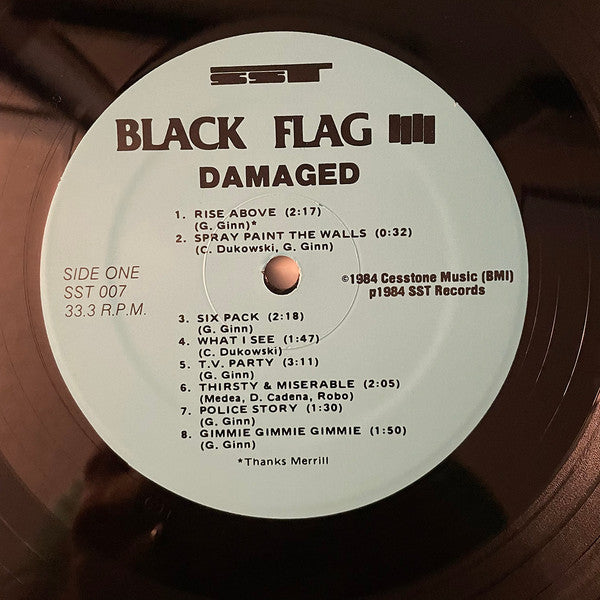 SST
BLACK FLAG
DAMAGED
1. RISE ABOVE (2:17)
(G. Ginn)*
2. SPRAY PAINT THE WALLS (0:32)
(C. Dukowski, G. Ginn)
SIDE ONE
SST 007
33.3 R.P.M.
©1984 Cesstone Music (BMI)
p1984 SST Records
3. SIX PACK (2:18)
(G. Ginn)
4. WHAT I SEE (1:47)
(C. Dukowski)
5. T.V. PARTY (3:11)
(G. Ginn)
6. THIRSTY & MISERABLE (2:05)
(Medea, D. Cadena, Robo)
7. POLICE STORY (1:30)
(G. Ginn)
8. GIMMIE GIMMIE GIMMIE (1:50)
(G. Ginn)
*Thanks Merrill